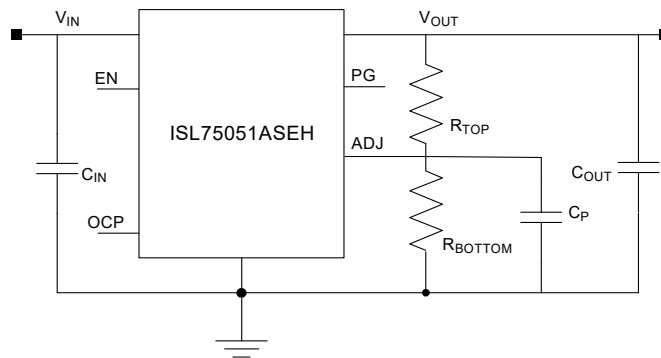 VIN
VOUT
EN
PG
ISL75051ASEH
RTOP
ADJ
CIN
COUT
CP
OCP
RBOTTOM